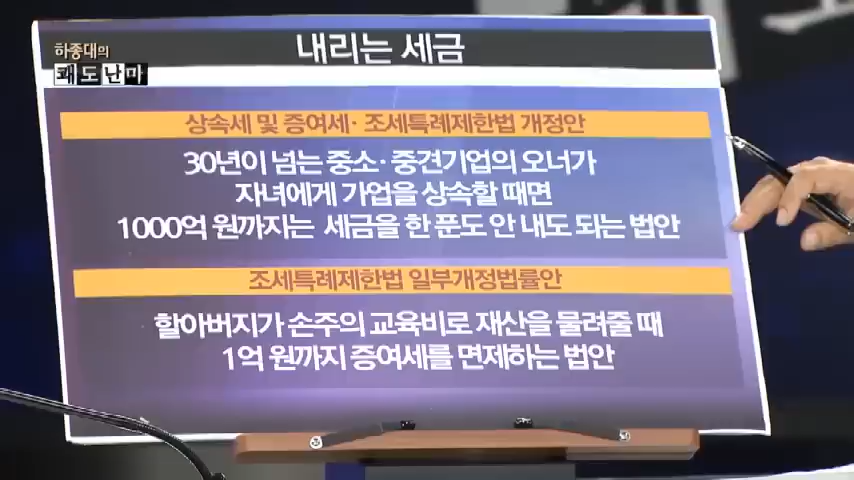 하종대의
쾌도난마
내리는 세금
상속세 및 증여세· 조세특례제한법 개정안
30년이 넘는 중소·중견기업의 오너가
자녀에게 가업을 상속할 때면
1000억 원까지는 세금을 한 푼도 안 내도 되는 법안
조세특례제한법 일부개정법률안
할아버지가 손주의 교육비로 재산을 물려줄 때
1억 원까지 증여세를 면제하는 법안